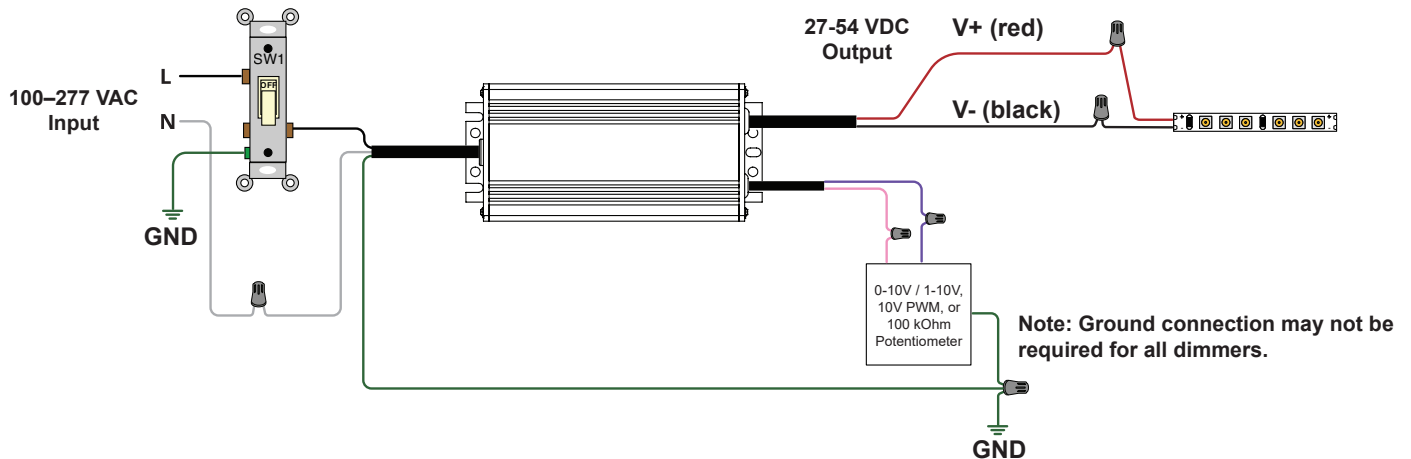 100–277 VAC
Input
L
N
GND
SW1
OFF
27-54 VDC
Output
V+ (red)
V- (black)
0-10V / 1-10V,
10V PWM, or
100 kOhm
Potentiometer
Note: Ground connection may not be
required for all dimmers.
GND